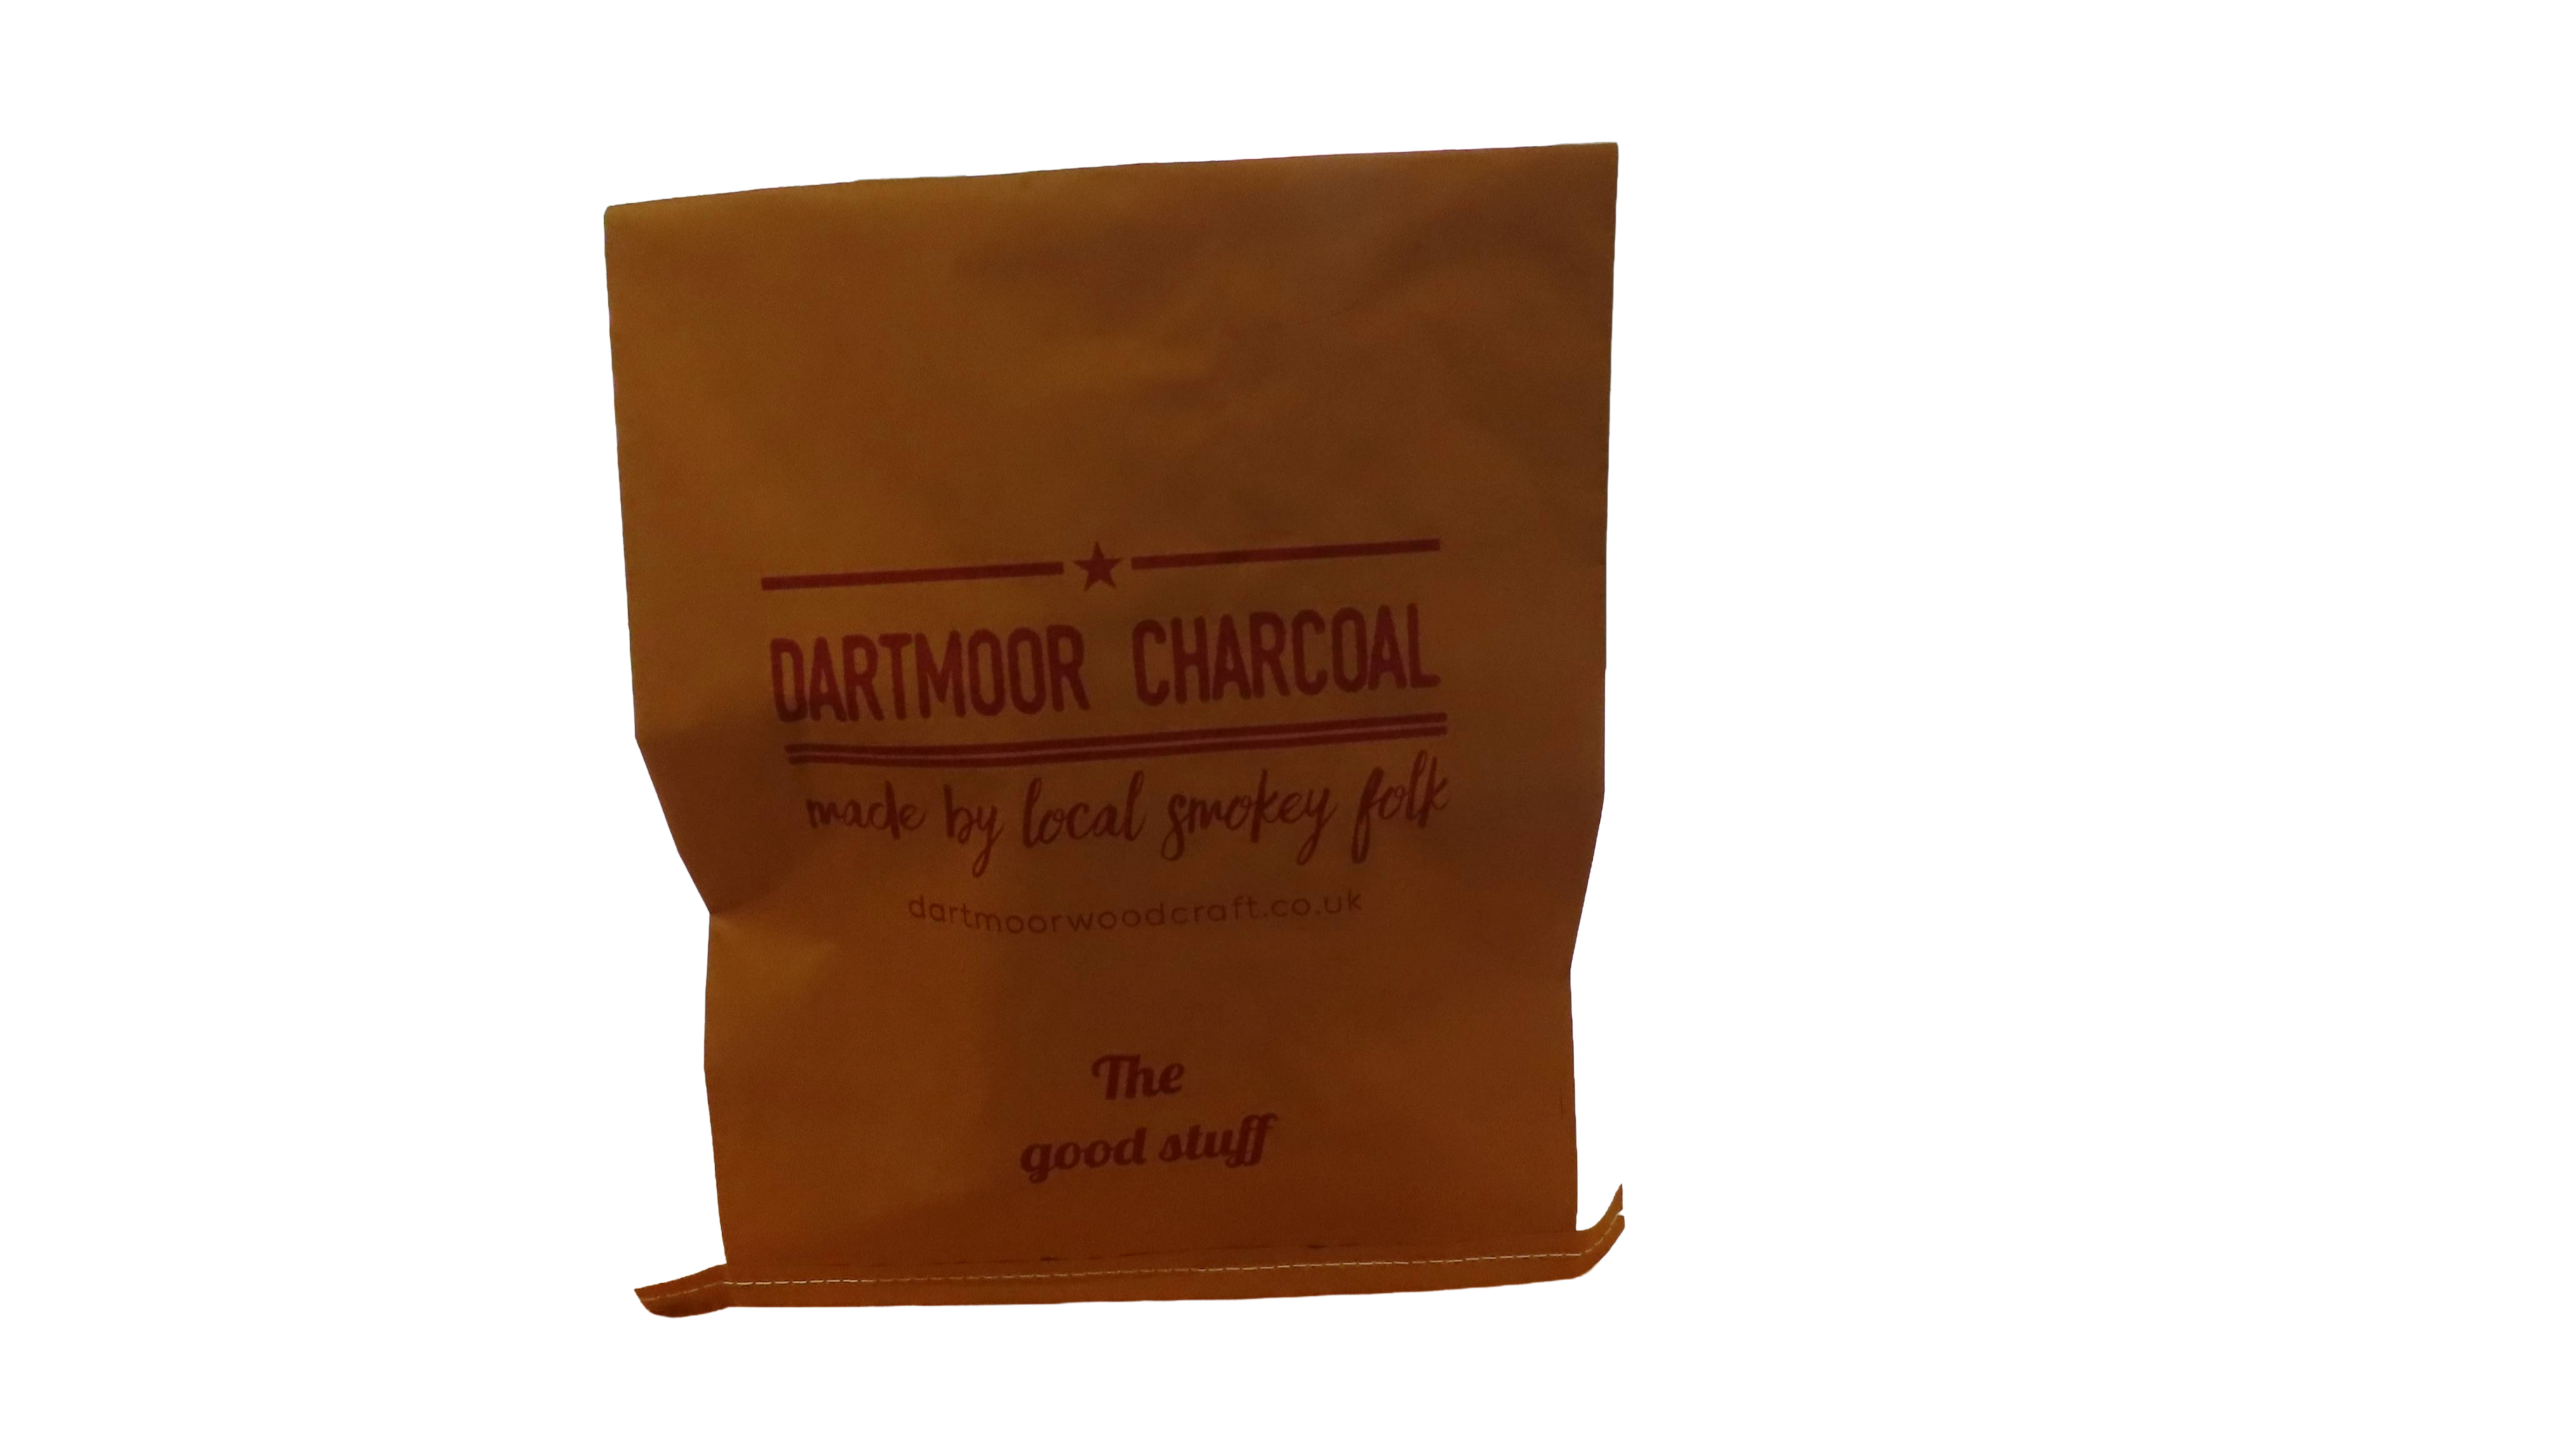 DARTMOOR CHARCOAL
made by local smokey folk
dartmoorwoodcraft.co.uk
The
good stuff